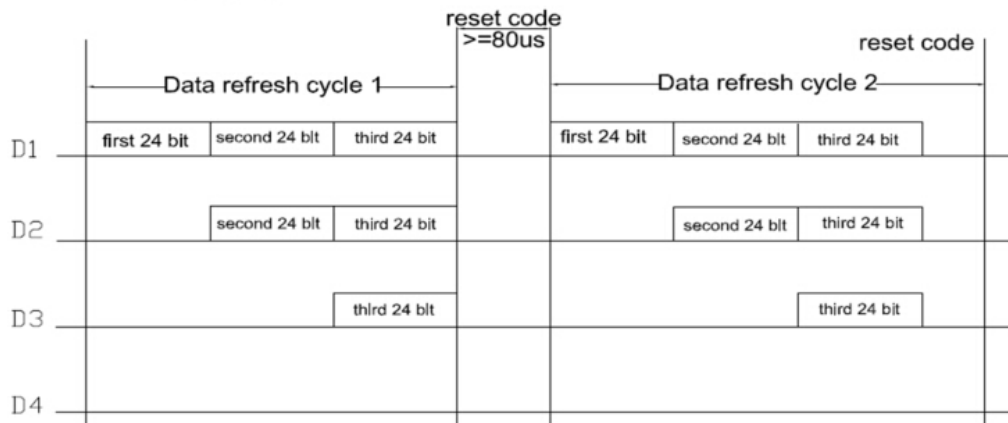 reset code
>=80us
reset code
Data refresh cycle 1
Data refresh cycle 2
D1 first 24 bit second 24 blt third 24 bit first 24 bit second 24 blt third 24 bit
D2 second 24 blt third 24 bit second 24 blt third 24 bit
D3 thlrd 24 blt third 24 bit
D4